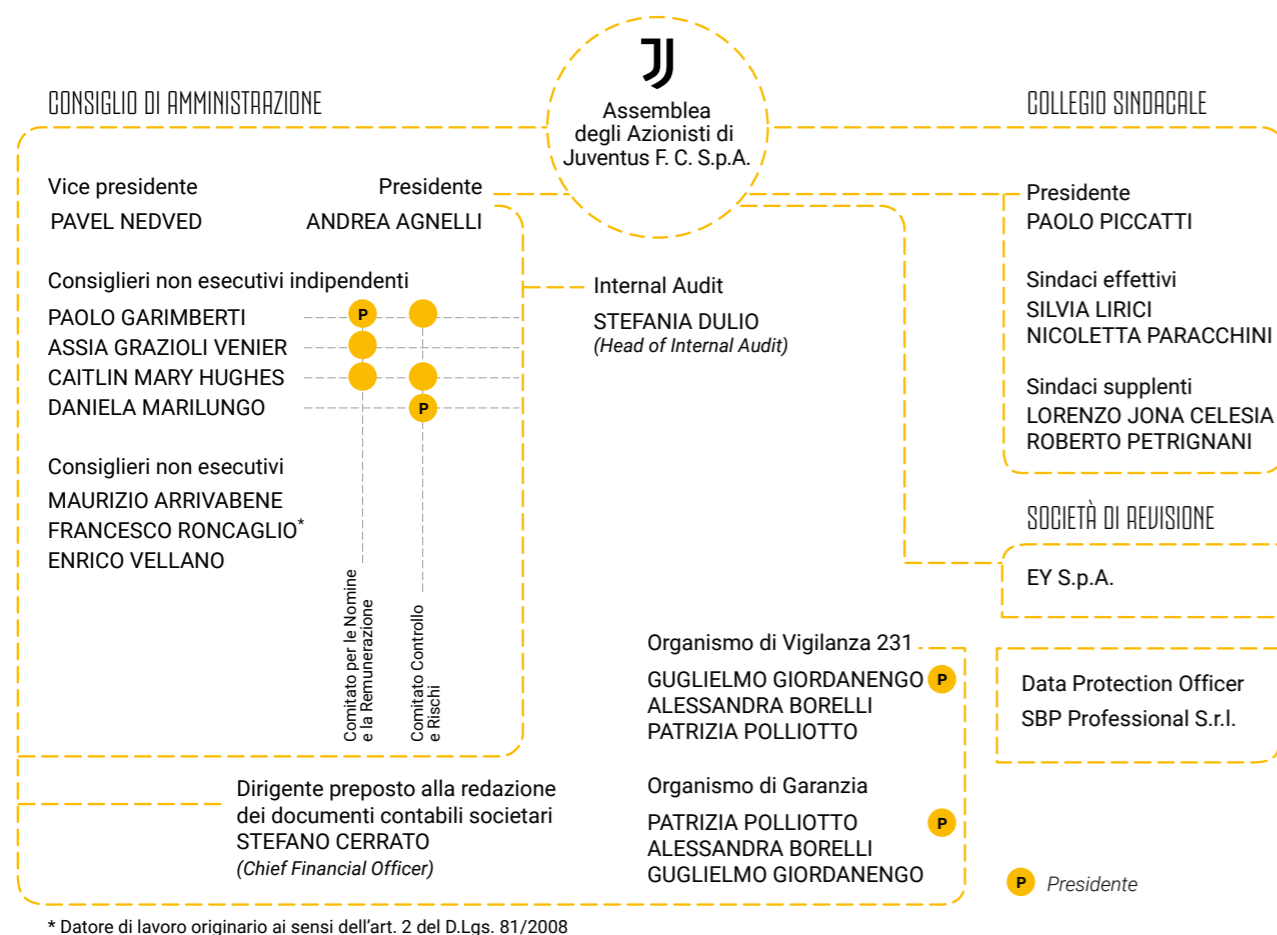 Assemblea
degli Azionisti di
Juventus F. C. S.p.A.
CONSIGLIO DI AMMINISTRAZIONE
Vice presidente
PAVEL NEDVED
Presidente
ANDREA AGNELLI
Consiglieri non esecutivi indipendenti
PAOLO GARIMBERTI
P
ASSIA GRAZIOLI VENIER
CAITLIN MARY HUGHES
DANIELA MARILUNGO
P
Consiglieri non esecutivi
MAURIZIO ARRIVABENE
FRANCESCO RONCAGLIO*
ENRICO VELLANO
Comitato per le Nomine
e la Remunerazione
Comitato Controllo
e Rischi
Internal Audit
STEFANIA DULIO
(Head of Internal Audit)
COLLEGIO SINDACALE
Presidente
PAOLO PICCATTI
Sindaci effettivi
SILVIA LIRICI
NICOLETTA PARACCHINI
Sindaci supplenti
LORENZO JONA CELESIA
ROBERTO PETRIGNANI
SOCIETÀ DI REVISIONE
EY S.p.A.
Data Protection Officer
SBP Professional S.r.l.
Organismo di Vigilanza 231
GUGLIELMO GIORDANENGO P
ALESSANDRA BORELLI
PATRIZIA POLLIOTTO
Organismo di Garanzia
PATRIZIA POLLIOTTO P
ALESSANDRA BORELLI
GUGLIELMO GIORDANENGO
Dirigente preposto alla redazione
dei documenti contabili societari
STEFANO CERRATO
(Chief Financial Officer)
P Presidente
* Datore di lavoro originario ai sensi dell'art. 2 del D.Lgs. 81/2008